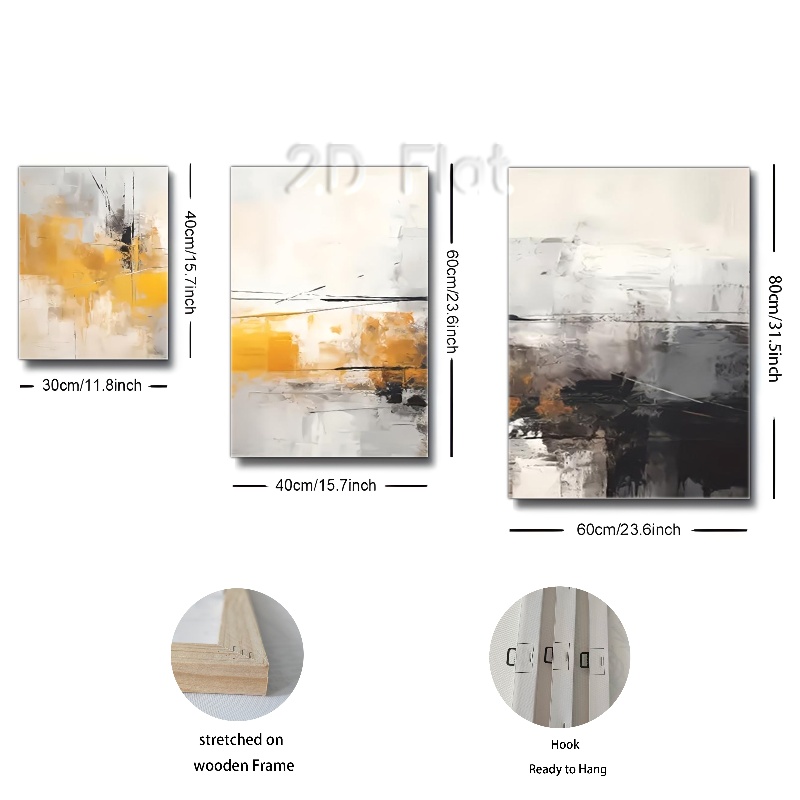 2D Flat
40cm/15.7inch
30cm/11.8inch
60cm/23.6inch
40cm/15.7inch
80cm/31.5inch
60cm/23.6inch
stretched on
wooden Frame
Hook
Ready to Hang